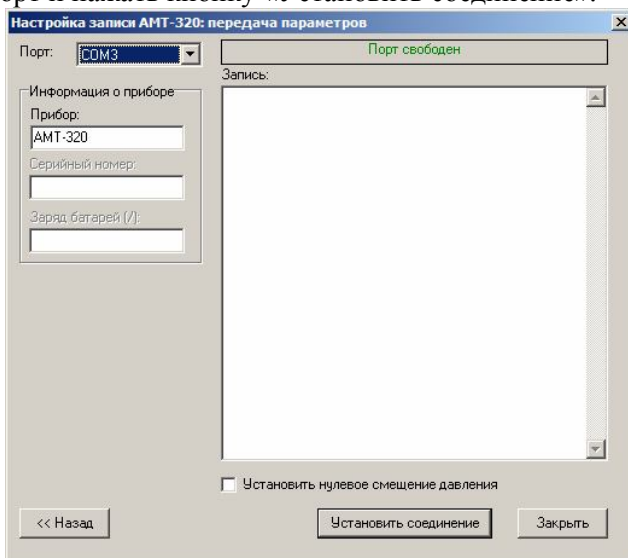 Настройка записи АМТ-320: передача параметров
Порт: COM3
Порт свободен
Запись:
Информация о приборе
Прибор:
АМТ-320
Серийный номер:
Заряд батарей (/):
Установить нулевое смещение давления
<< Назад
Установить соединение
Закрыть